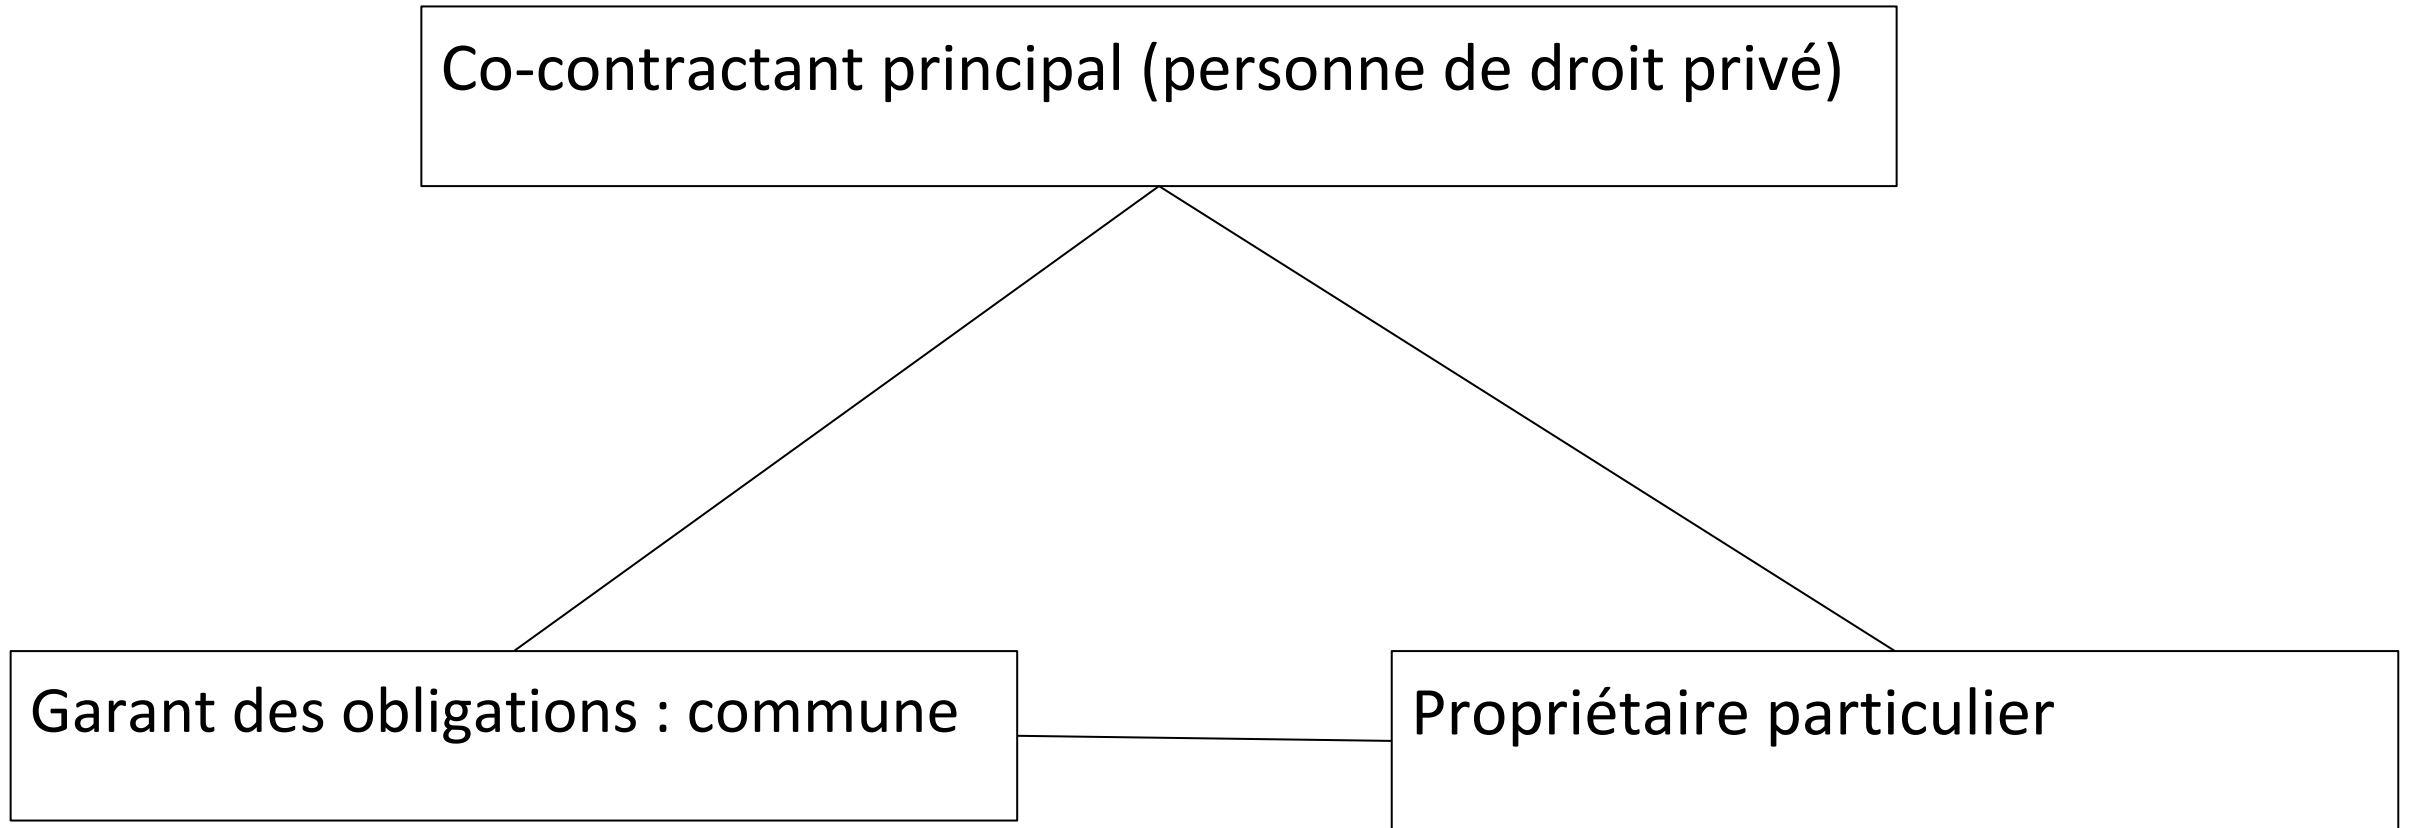 Co-contractant principal (personne de droit privé)
Garant des obligations : commune
Propriétaire particulier